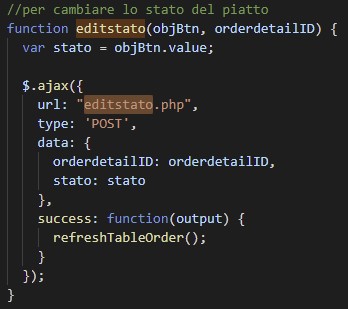 //per cambiare lo stato del piatto
function editstato(objBtn, orderdetailID) {
  var stato = objBtn.value;

  $.ajax({
    url: "editstato.php",
    type: 'POST',
    data: {
      orderdetailID: orderdetailID,
      stato: stato
    },
    success: function(output) {
      refreshTableOrder();
    }
  });
}